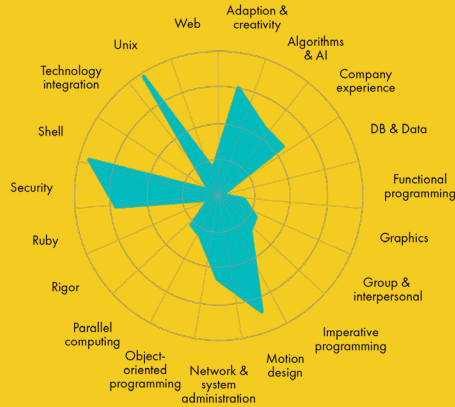 Adaption &
creativity
Algorithms
& AI
Company
experience
DB & Data
Functional
programming
Graphics
Group &
interpersonal
Imperative
programming
Motion
design
Network &
system
administration
Object-
oriented
programming
Parallel
computing
Rigor
Ruby
Security
Shell
Technology
integration
Unix
Web